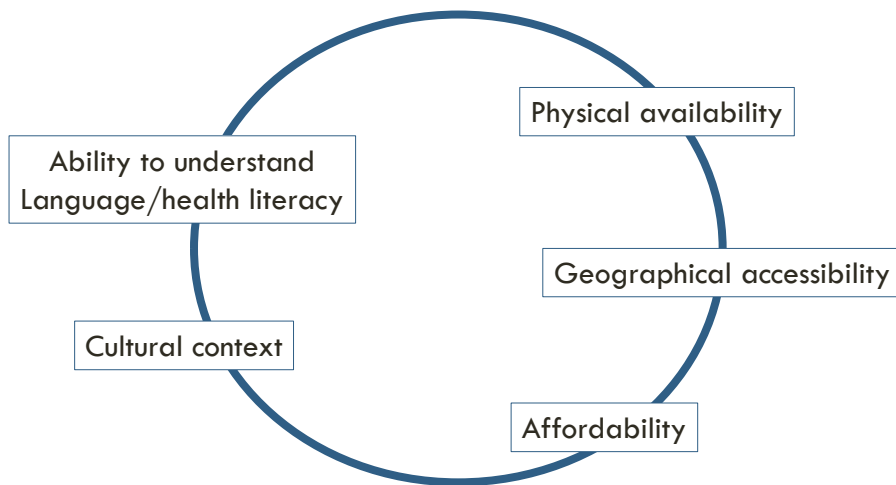 Physical availability
Ability to understand
Language/health literacy
Geographical accessibility
Cultural context
Affordability